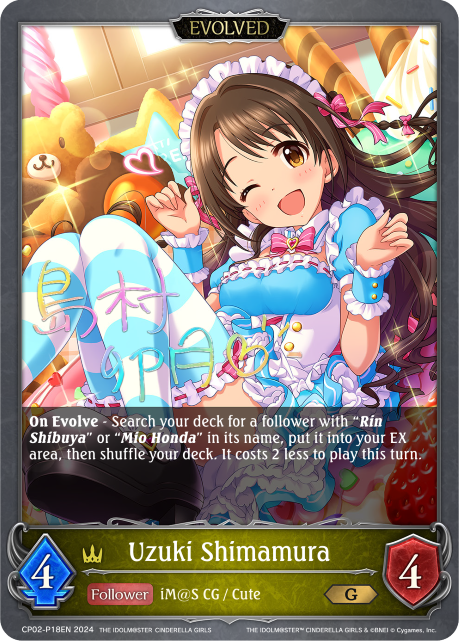 EVOLVED
島村
卯月
On Evolve - Search your deck for a follower with “Rin
Shibuya” or “Mio Honda” in its name, put it into your EX
area, then shuffle your deck. It costs 2 less to play this turn.
Uzuki Shimamura
4
4
Follower iM@S CG / Cute
G
CP02-P18EN 2024 THE IDOLM@STER CINDERELLA GIRLS THE IDOLM@STER™ CINDERELLA GIRLS & ©BNEI © Cygames, Inc.